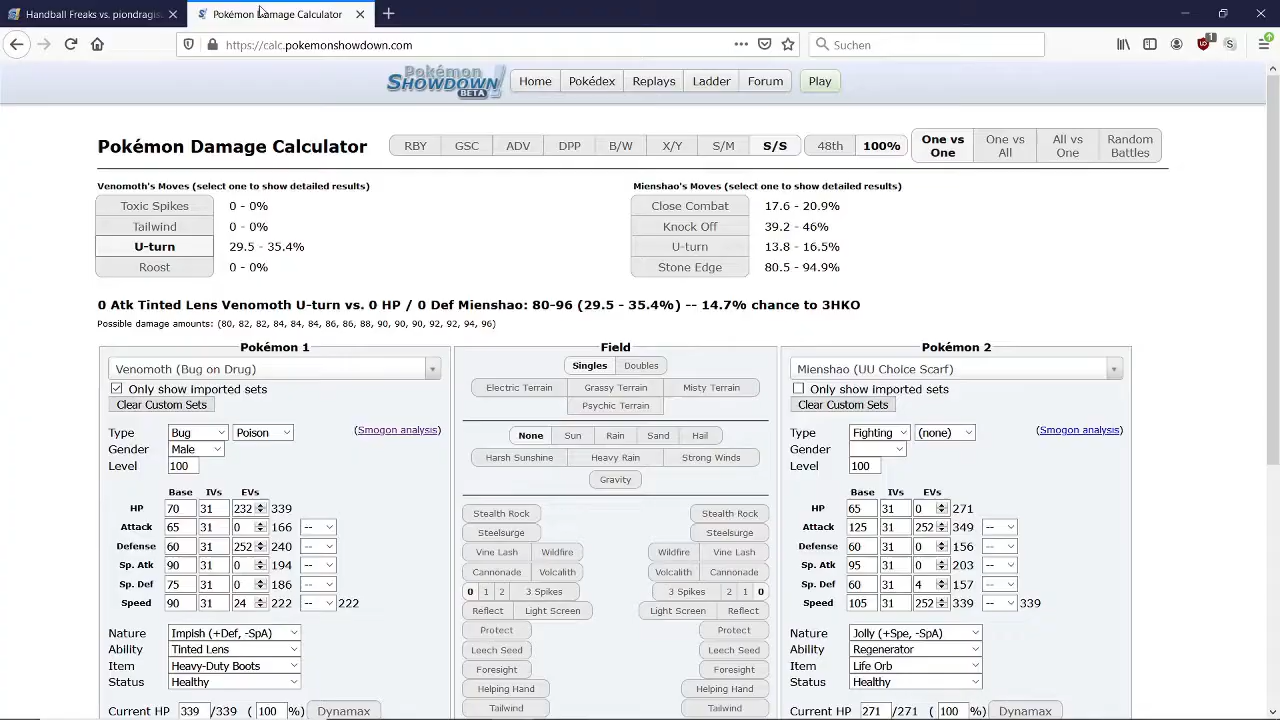 Handball Freaks vs. piondragis
Pokémon Damage Calculator
https://calc.pokemonshowdown.com
Suchen
Pokémon SHOWDOWN! BETA
Home Pokédex Replays Ladder Forum Play
Pokémon Damage Calculator
RBY GSC ADV DPP B/W X/Y S/M S/S 48th 100% One vs One One vs All All vs One Random Battles
Venomoth's Moves (select one to show detailed results)
Toxic Spikes 0 - 0%
Tailwind 0 - 0%
U-turn 29.5 - 35.4%
Roost 0 - 0%
Mienshao's Moves (select one to show detailed results)
Close Combat 17.6 - 20.9%
Knock Off 39.2 - 46%
U-turn 13.8 - 16.5%
Stone Edge 80.5 - 94.9%
0 Atk Tinted Lens Venomoth U-turn vs. 0 HP / 0 Def Mienshao: 80-96 (29.5 - 35.4%) -- 14.7% chance to 3HKO
Possible damage amounts: (80, 82, 82, 84, 84, 84, 86, 86, 88, 90, 90, 90, 92, 92, 94, 96)
Pokémon 1
Venomoth (Bug on Drug)
Only show imported sets
Clear Custom Sets
Type Bug Poison (Smogon analysis)
Gender Male
Level 100
Base IVs EVs
HP 70 31 232 339
Attack 65 31 0 166 --
Defense 60 31 252 240 --
Sp. Atk 90 31 0 194 --
Sp. Def 75 31 0 186 --
Speed 90 31 24 222 -- 222
Nature Impish (+Def, -SpA)
Ability Tinted Lens
Item Heavy-Duty Boots
Status Healthy
Current HP 339 /339 ( 100 %) Dynamax
Field
Singles Doubles
Electric Terrain Grassy Terrain Misty Terrain
Psychic Terrain
None Sun Rain Sand Hail
Harsh Sunshine Heavy Rain Strong Winds
Gravity
Stealth Rock Stealth Rock
Steelsurge Steelsurge
Vine Lash Wildfire Wildfire Vine Lash
Cannonade Volcalith Volcalith Cannonade
0 1 2 3 Spikes 3 Spikes 2 1 0
Reflect Light Screen Light Screen Reflect
Protect Protect
Leech Seed Leech Seed
Foresight Foresight
Helping Hand Helping Hand
Tailwind Tailwind
Pokémon 2
Mienshao (UU Choice Scarf)
Only show imported sets
Clear Custom Sets
Type Fighting (none) (Smogon analysis)
Gender
Level 100
Base IVs EVs
HP 65 31 0 271
Attack 125 31 252 349 --
Defense 60 31 0 156 --
Sp. Atk 95 31 0 203 --
Sp. Def 60 31 4 157 --
Speed 105 31 252 339 -- 339
Nature Jolly (+Spe, -SpA)
Ability Regenerator
Item Life Orb
Status Healthy
Current HP 271 /271 ( 100 %) Dynamax